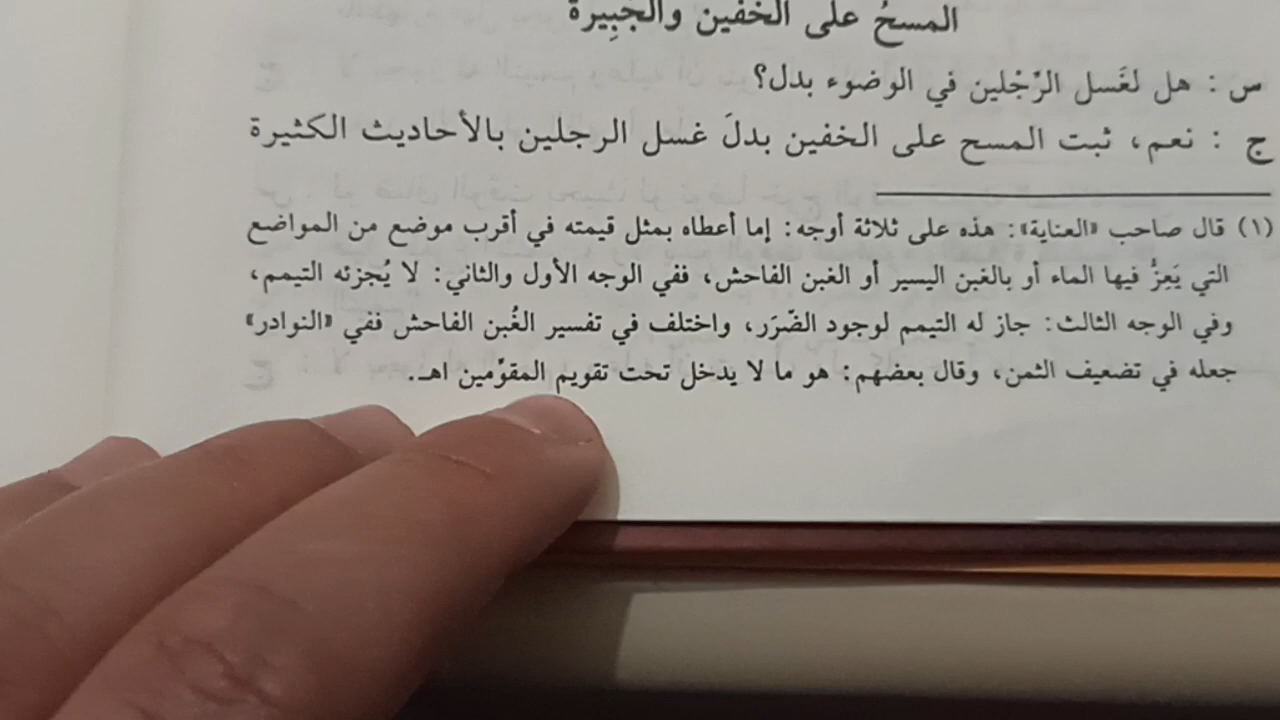 المسحُ على الخفين والجَبِيرة
س : هل لغَسل الرِّجْلين في الوضوء بدل؟
ج : نعم، ثبت المسح على الخفين بدلَ غسل الرجلين بالأحاديث الكثيرة
(١) قال صاحب «العناية»: هذه على ثلاثة أوجه: إما أعطاه بمثل قيمته في أقرب موضع من المواضع
التي يَعِزُّ فيها الماء أو بالغبن اليسير أو الغبن الفاحش، ففي الوجه الأول والثاني: لا يُجزئه التيمم،
وفي الوجه الثالث: جاز له التيمم لوجود الضّرَر، واختلف في تفسير الغُبن الفاحش ففي «النوادر»
جعله في تضعيف الثمن، وقال بعضهم: هو ما لا يدخل تحت تقويم المقوِّمين اهـ.